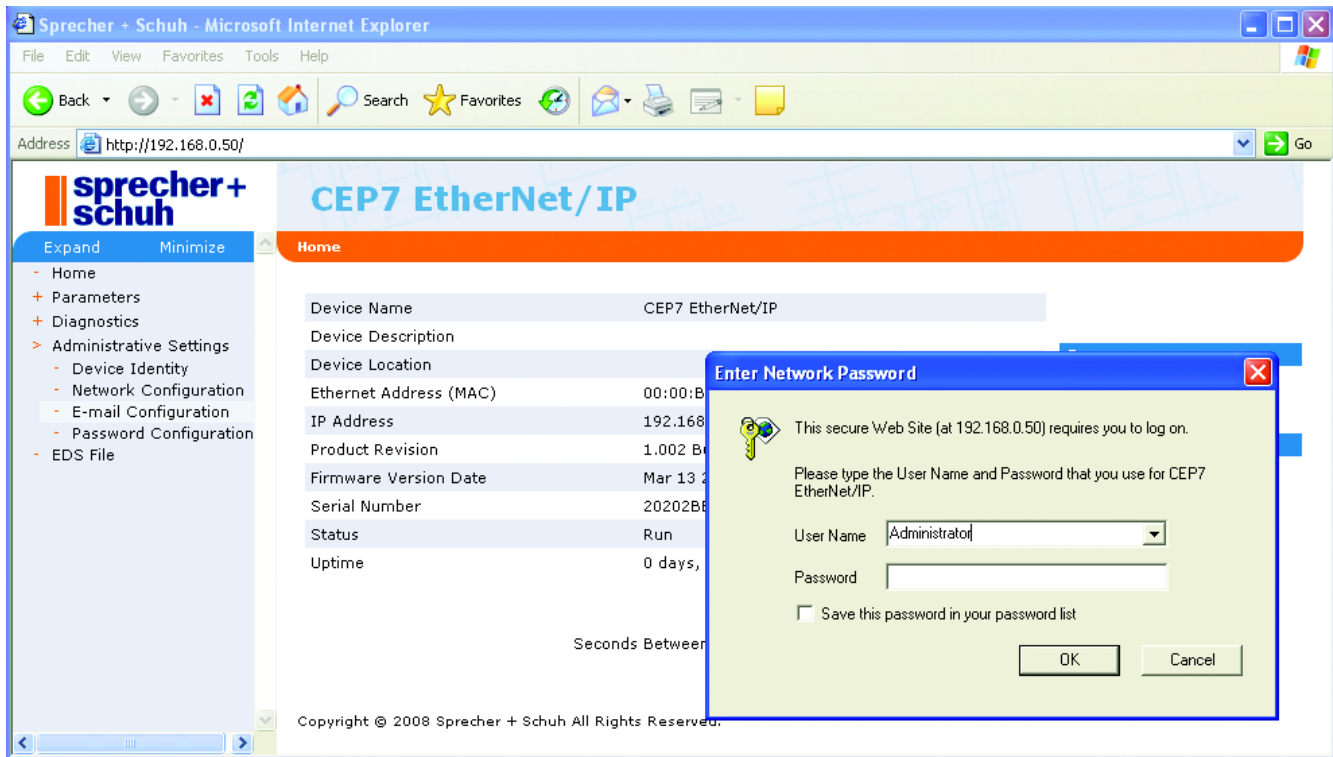 Sprecher + Schuh - Microsoft Internet Explorer
File Edit View Favorites Tools Help
Back Search Favorites
Address http://192.168.0.50/ Go
sprecher+
schuh
CEP7 EtherNet/IP
Expand Minimize
Home
- Home
+ Parameters
+ Diagnostics
> Administrative Settings
- Device Identity
- Network Configuration
- E-mail Configuration
- Password Configuration
- EDS File
Device Name CEP7 EtherNet/IP
Device Description
Device Location
Ethernet Address (MAC) 00:00:B
IP Address 192.168
Product Revision 1.002
Firmware Version Date Mar 13
Serial Number 20202B
Status Run
Uptime 0 days,
Seconds Between
Copyright © 2008 Sprecher + Schuh All Rights Reserved.
Enter Network Password
This secure Web Site (at 192.168.0.50) requires you to log on.
Please type the User Name and Password that you use for CEP7
EtherNet/IP.
User Name Administrator
Password
Save this password in your password list
OK Cancel